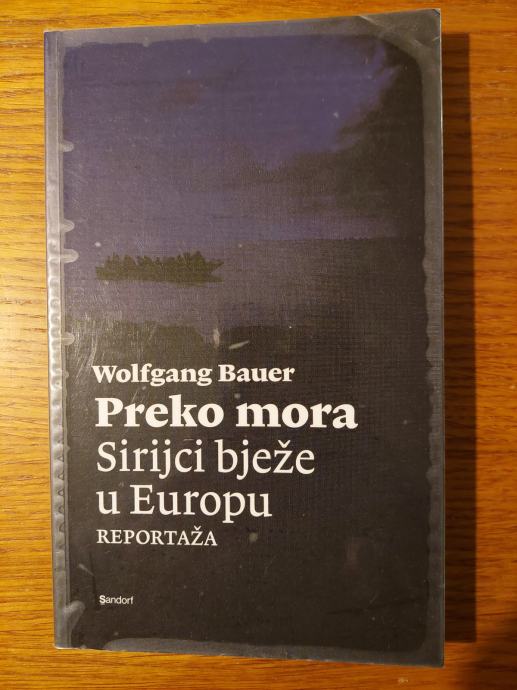 Wolfgang Bauer
Preko mora
Sirijci bježe
u Europu
REPORTAŽA
Sandorf